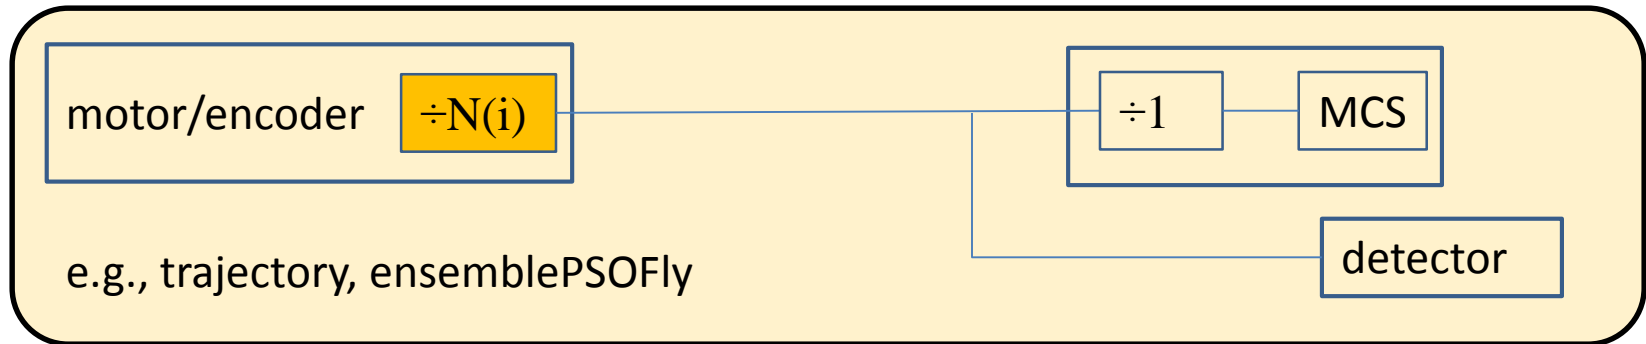 motor/encoder ÷N(i) ÷1 MCS
detector
e.g., trajectory, ensemblePSOFly